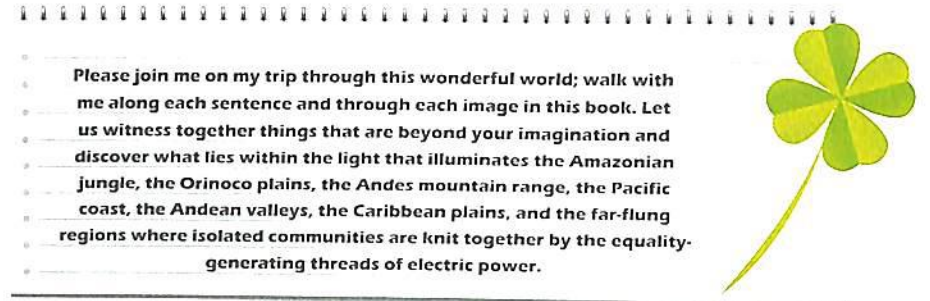 Please join me on my trip through this wonderful world; walk with
me along each sentence and through each image in this book. Let
us witness together things that are beyond your imagination and
discover what lies within the light that illuminates the Amazonian
jungle, the Orinoco plains, the Andes mountain range, the Pacific
coast, the Andean valleys, the Caribbean plains, and the far-flung
regions where isolated communities are knit together by the equality-
generating threads of electric power.